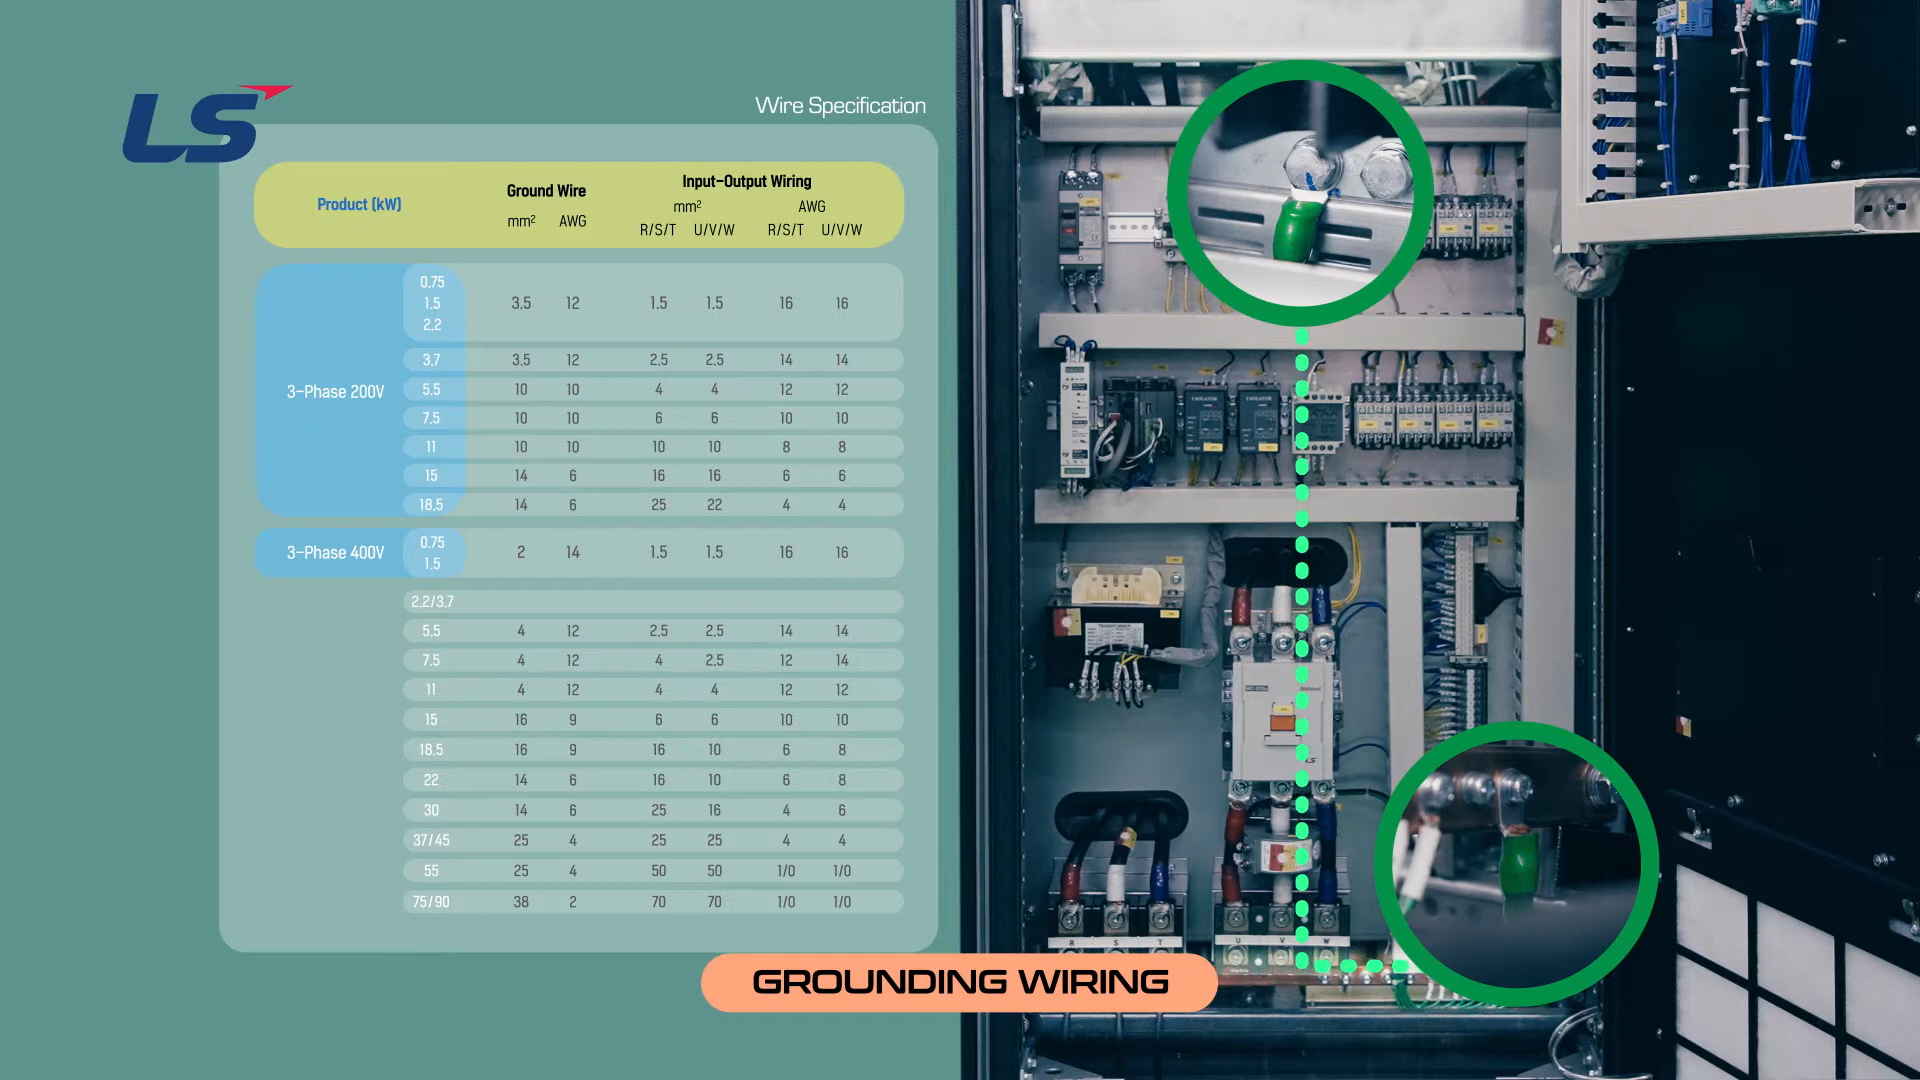 LS
Wire Specification
Product (kW) Ground Wire Input-Output Wiring
mm² AWG mm² AWG
R/S/T U/V/W R/S/T U/V/W
3-Phase 200V
0.75 1.5 2.2 3.5 12 1.5 1.5 16 16
3.7 3.5 12 2.5 2.5 14 14
5.5 10 10 4 4 12 12
7.5 10 10 6 6 10 10
11 10 10 10 10 8 8
15 14 6 16 16 6 6
18.5 14 6 25 22 4 4
3-Phase 400V
0.75 1.5 2 14 1.5 1.5 16 16
2.2/3.7
5.5 4 12 2.5 2.5 14 14
7.5 4 12 4 2.5 12 14
11 4 12 4 4 12 12
15 16 9 6 6 10 10
18.5 16 9 16 10 6 8
22 14 6 16 10 6 8
30 14 6 25 16 4 6
37/45 25 4 25 25 4 4
55 25 4 50 50 1/0 1/0
75/90 38 2 70 70 1/0 1/0
GROUNDING WIRING
TRANSFORMER
LS
R S T
U V W